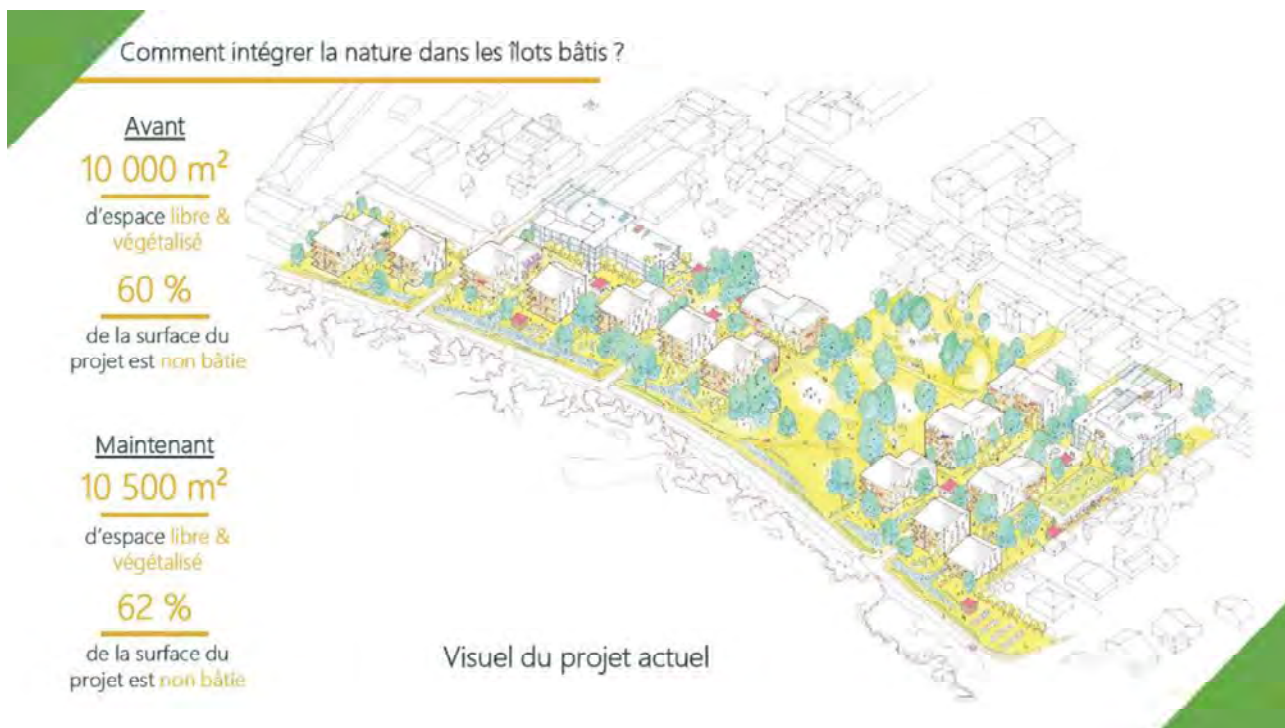 Comment intégrer la nature dans les îlots bâtis ?
Avant
10 000 m²
d'espace libre &
végétalisé
60 %
de la surface du
projet est non bâtie
Maintenant
10 500 m²
d'espace libre &
végétalisé
62 %
de la surface du
projet est non bâtie
Visuel du projet actuel